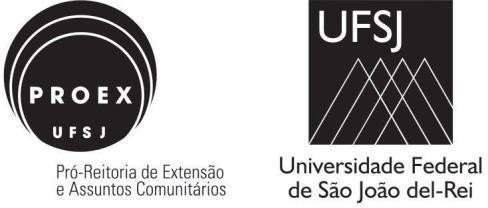 PROEX
UFSJ
Pró-Reitoria de Extensão
e Assuntos Comunitários
UFSJ
Universidade Federal
de São João del-Rei